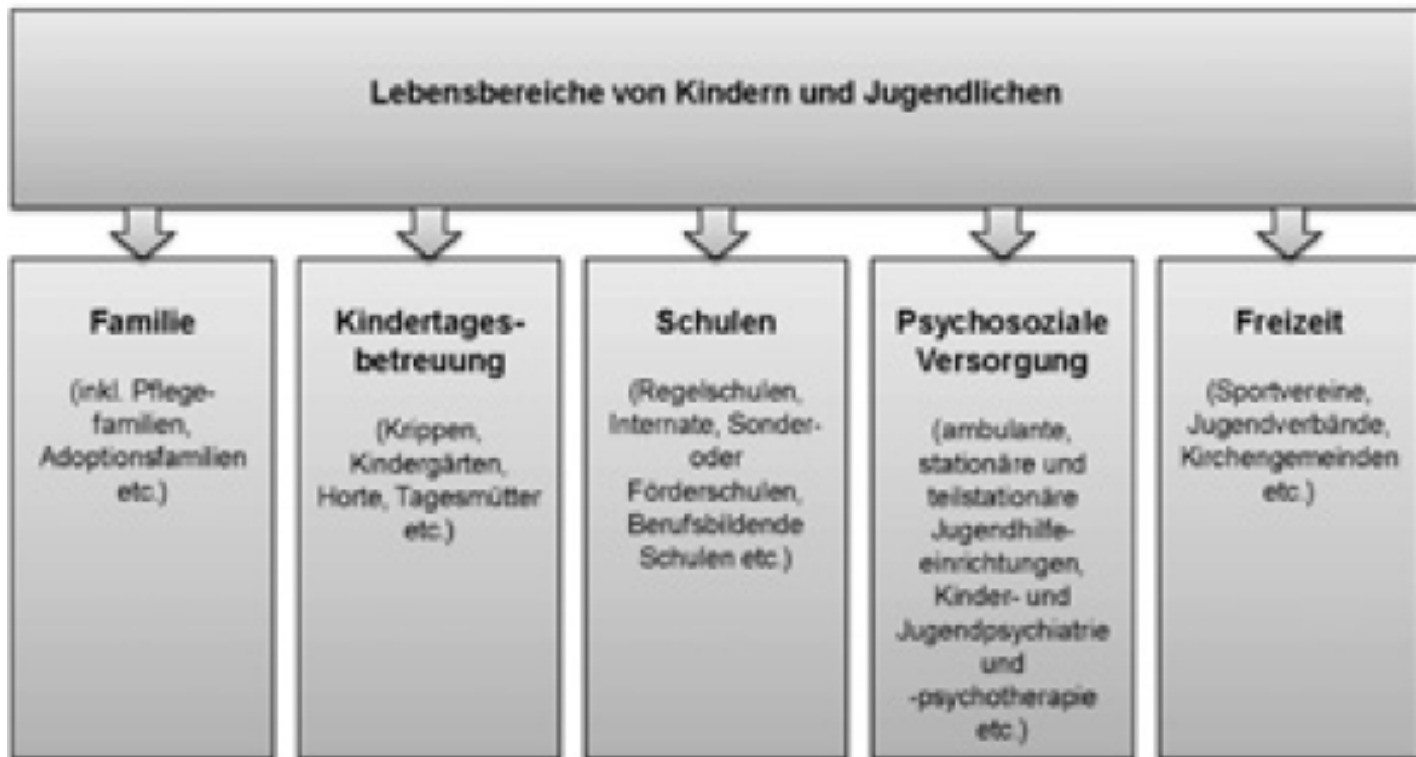 Lebensbereiche von Kindern und Jugendlichen
Familie
(inkl. Pflege-
familien,
Adoptionsfamilien
etc.)
Kindertages-
betreuung
(Krippen,
Kindergärten,
Horte, Tagesmütter
etc.)
Schulen
(Regelschulen,
Internate, Sonder-
oder
Förderschulen,
Berufsbildende
Schulen etc.)
Psychosoziale
Versorgung
(ambulante,
stationäre und
teilstationäre
Jugendhilfe-
einrichtungen,
Kinder- und
Jugendpsychiatrie
und
-psychotherapie
etc.)
Freizeit
(Sportvereine,
Jugendverbände,
Kirchengemeinden
etc.)